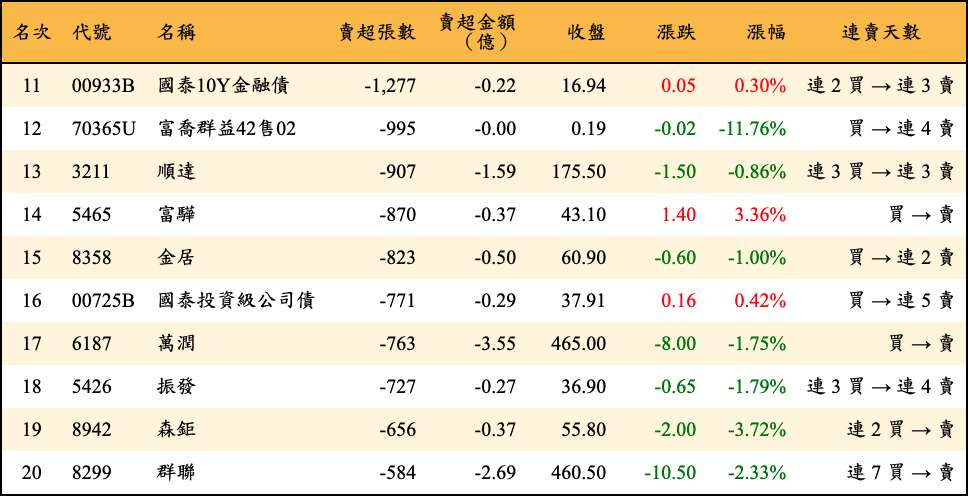 名次 代號 名稱 賣超張數 賣超金額（億） 收盤 漲跌 漲幅 連賣天數
11 00933B 國泰10Y金融債 -1,277 -0.22 16.94 0.05 0.30% 連 2 買 → 連 3 賣
12 70365U 富喬群益42售02 -995 -0.00 0.19 -0.02 -11.76% 買 → 連 4 賣
13 3211 順達 -907 -1.59 175.50 -1.50 -0.86% 連 3 買 → 連 3 賣
14 5465 富驊 -870 -0.37 43.10 1.40 3.36% 買 → 賣
15 8358 金居 -823 -0.50 60.90 -0.60 -1.00% 買 → 連 2 賣
16 00725B 國泰投資級公司債 -771 -0.29 37.91 0.16 0.42% 買 → 連 5 賣
17 6187 萬潤 -763 -3.55 465.00 -8.00 -1.75% 買 → 賣
18 5426 振發 -727 -0.27 36.90 -0.65 -1.79% 連 3 買 → 連 4 賣
19 8942 森鉅 -656 -0.37 55.80 -2.00 -3.72% 連 2 買 → 賣
20 8299 群聯 -584 -2.69 460.50 -10.50 -2.33% 連 7 買 → 賣